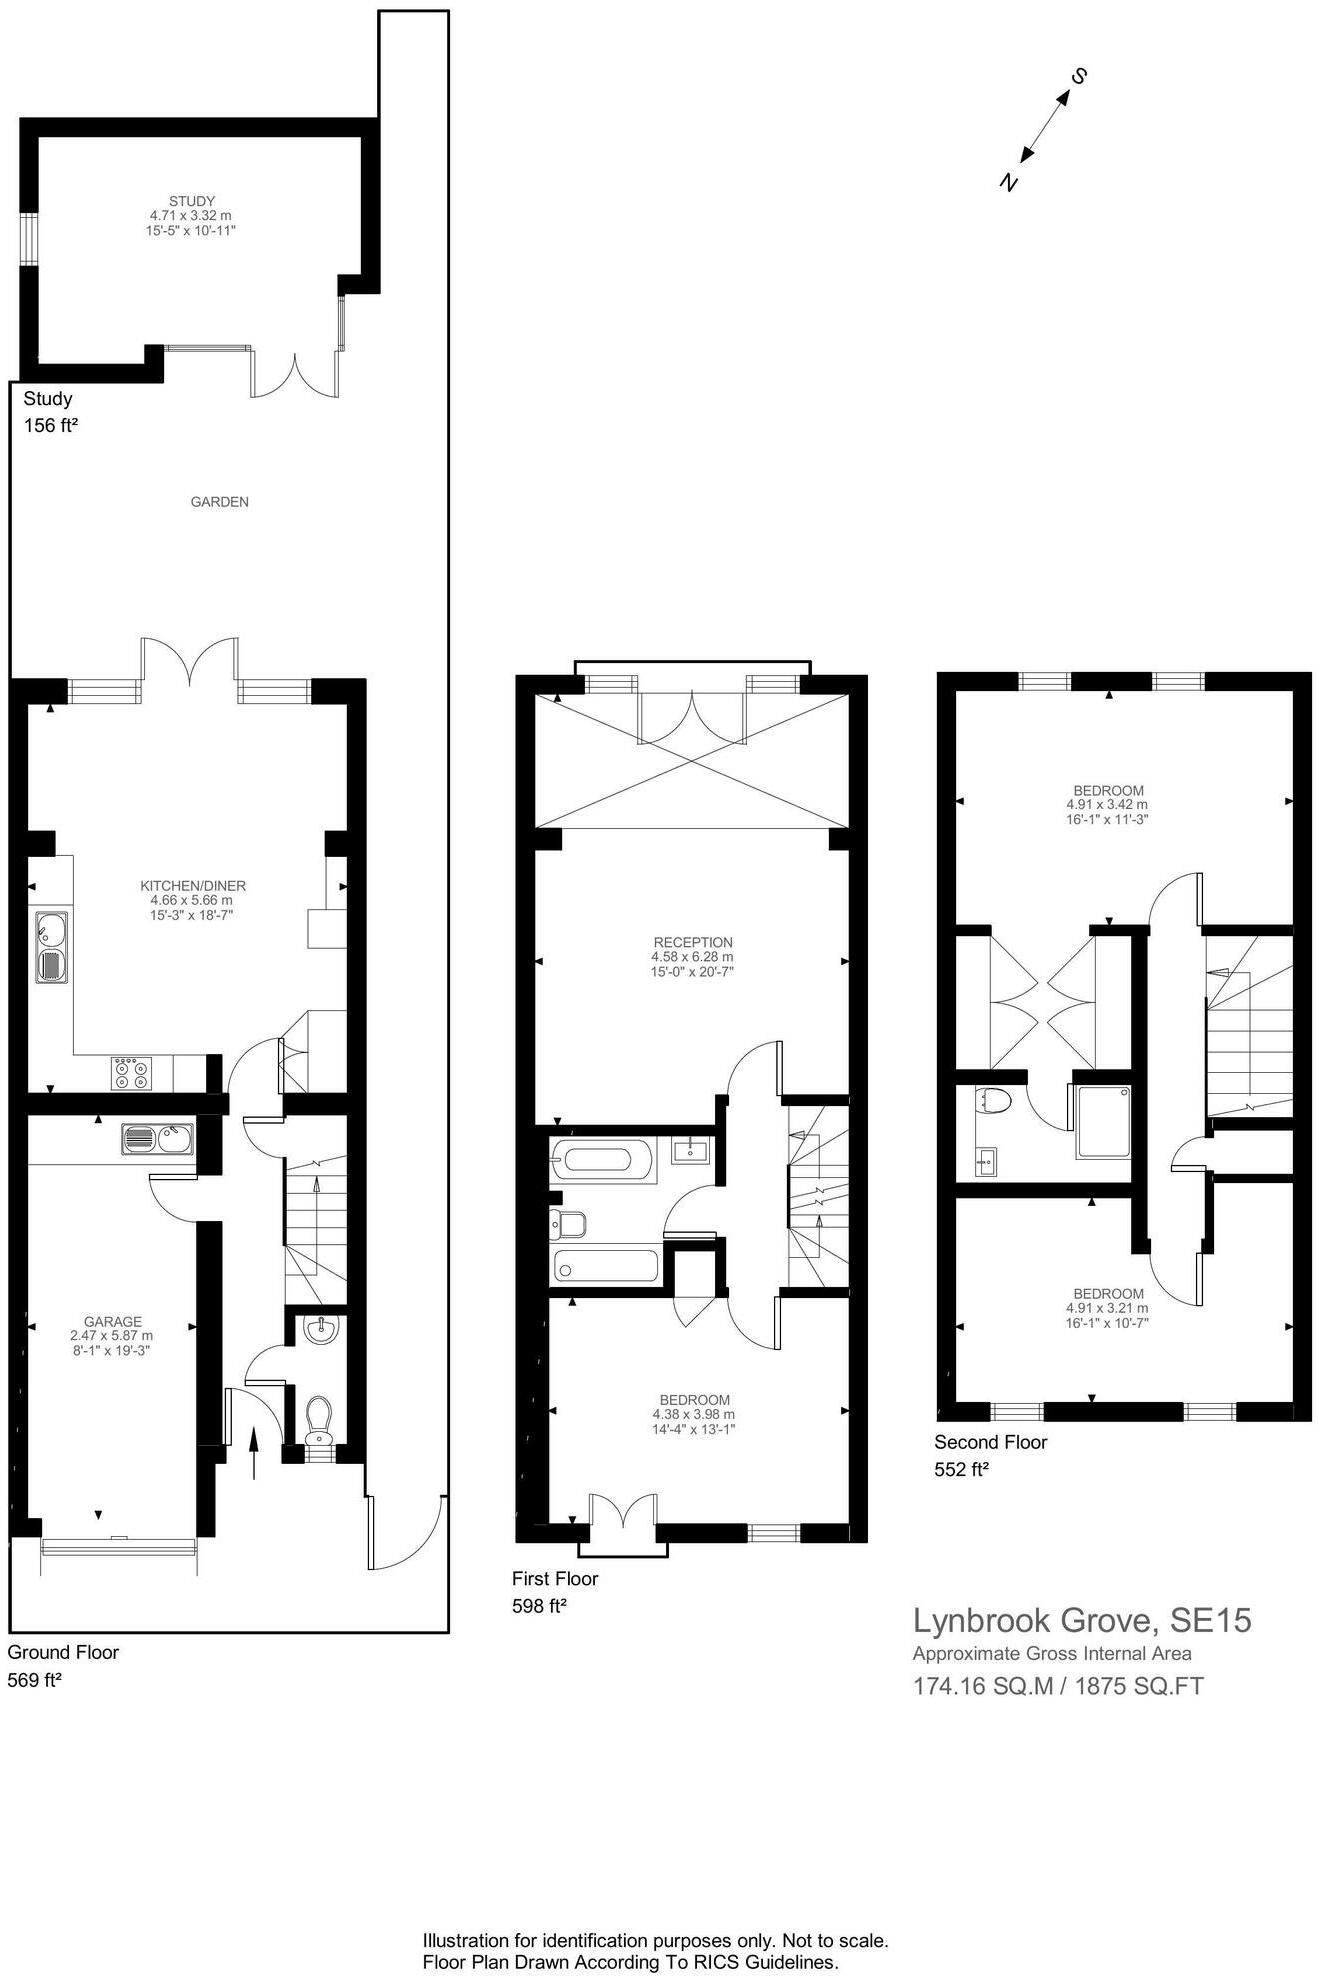 S
N
STUDY
4.71 x 3.32 m
15'-5" x 10'-11"
Study
156 ft²
GARDEN
KITCHEN/DINER
4.66 x 5.66 m
15'-3" x 18'-7"
GARAGE
2.47 x 5.87 m
8'-1" x 19'-3"
Ground Floor
569 ft²
RECEPTION
4.58 x 6.28 m
15'-0" x 20'-7"
BEDROOM
4.38 x 3.98 m
14'-4" x 13'-1"
First Floor
598 ft²
BEDROOM
4.91 x 3.42 m
16'-1" x 11'-3"
BEDROOM
4.91 x 3.21 m
16'-1" x 10'-7"
Second Floor
552 ft²
Lynbrook Grove, SE15
Approximate Gross Internal Area
174.16 SQ.M / 1875 SQ.FT
Illustration for identification purposes only. Not to scale.
Floor Plan Drawn According To RICS Guidelines.